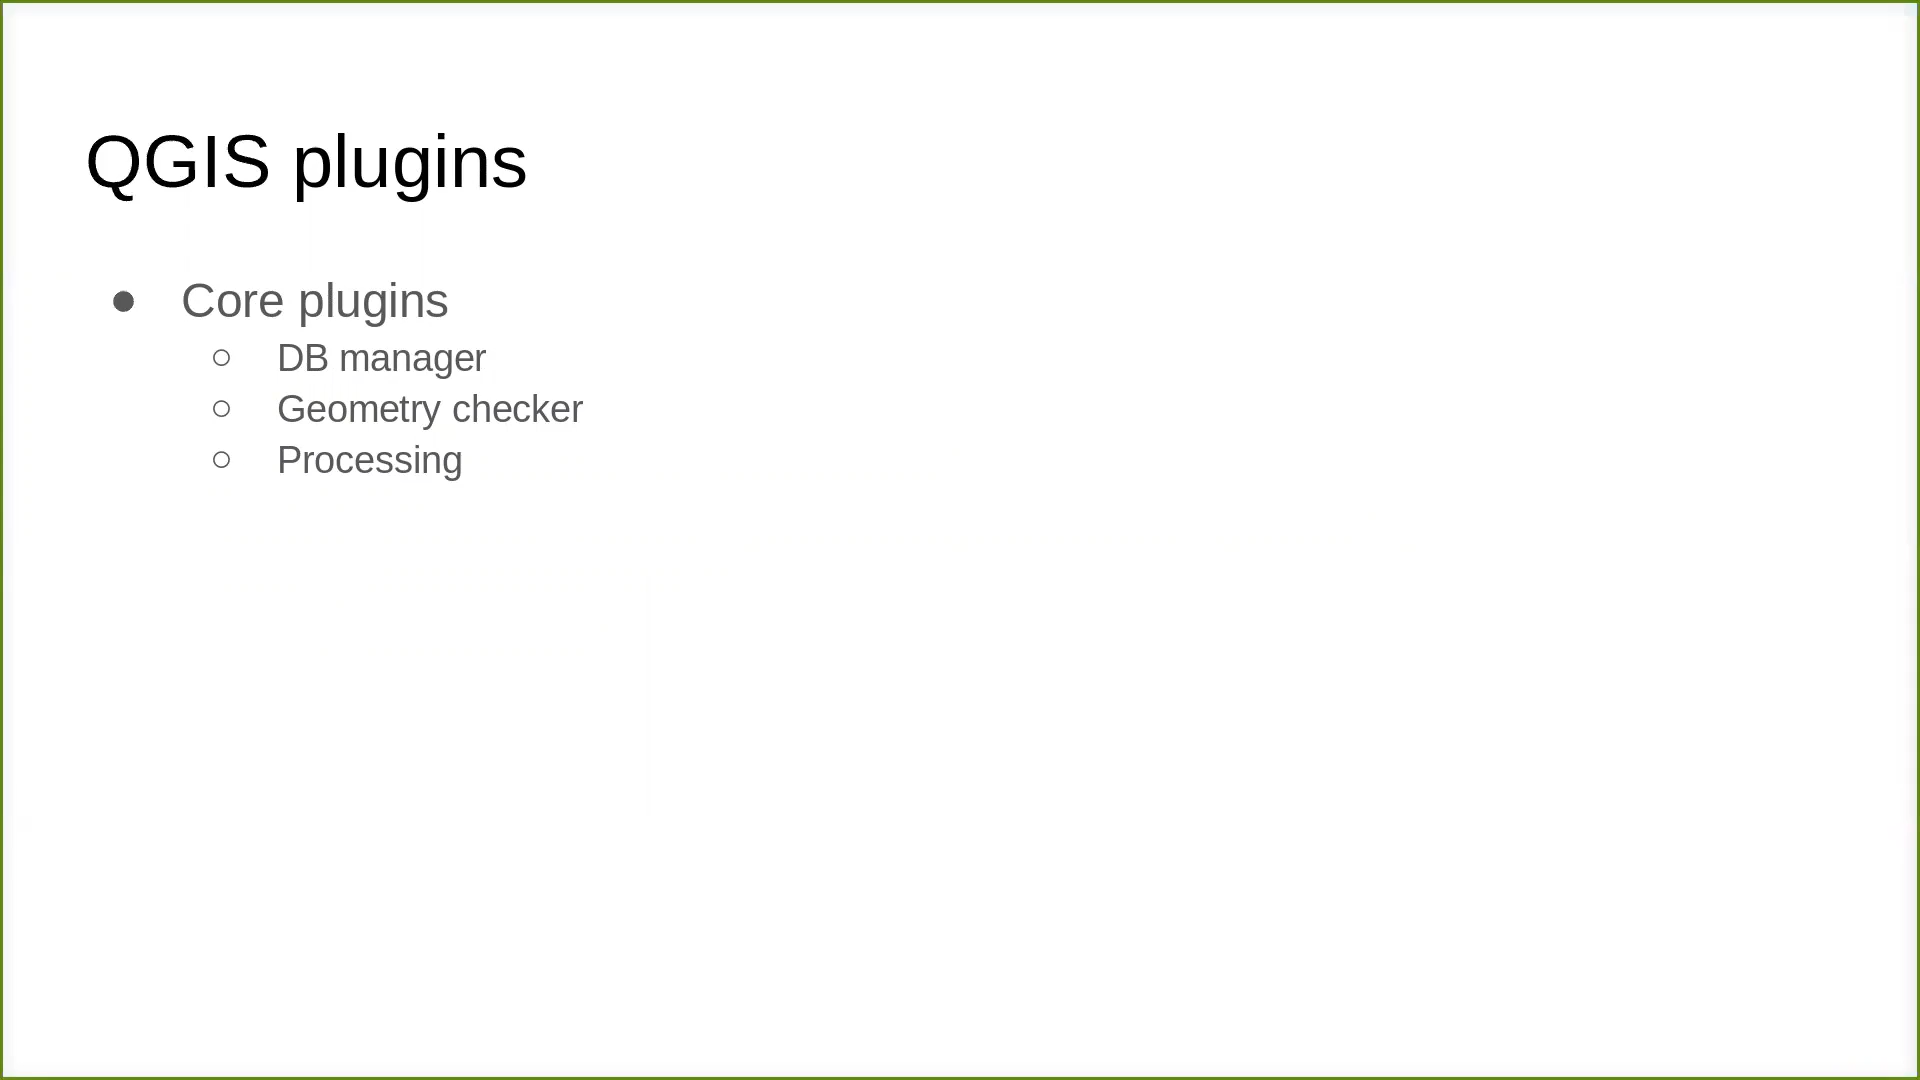 QGIS plugins
● Core plugins
○ DB manager
○ Geometry checker
○ Processing